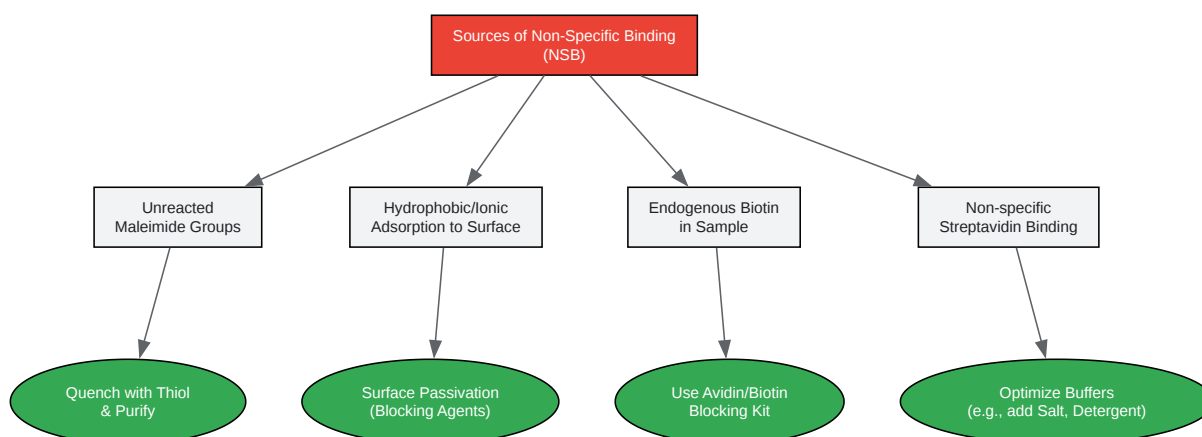 Sources of Non-Specific Binding
(NSB)
Unreacted
Maleimide Groups
Hydrophobic/Ionic
Adsorption to Surface
Endogenous Biotin
in Sample
Non-specific
Streptavidin Binding
Quench with Thiol
& Purify
Surface Passivation
(Blocking Agents)
Use Avidin/Biotin
Blocking Kit
Optimize Buffers
(e.g., add Salt, Detergent)